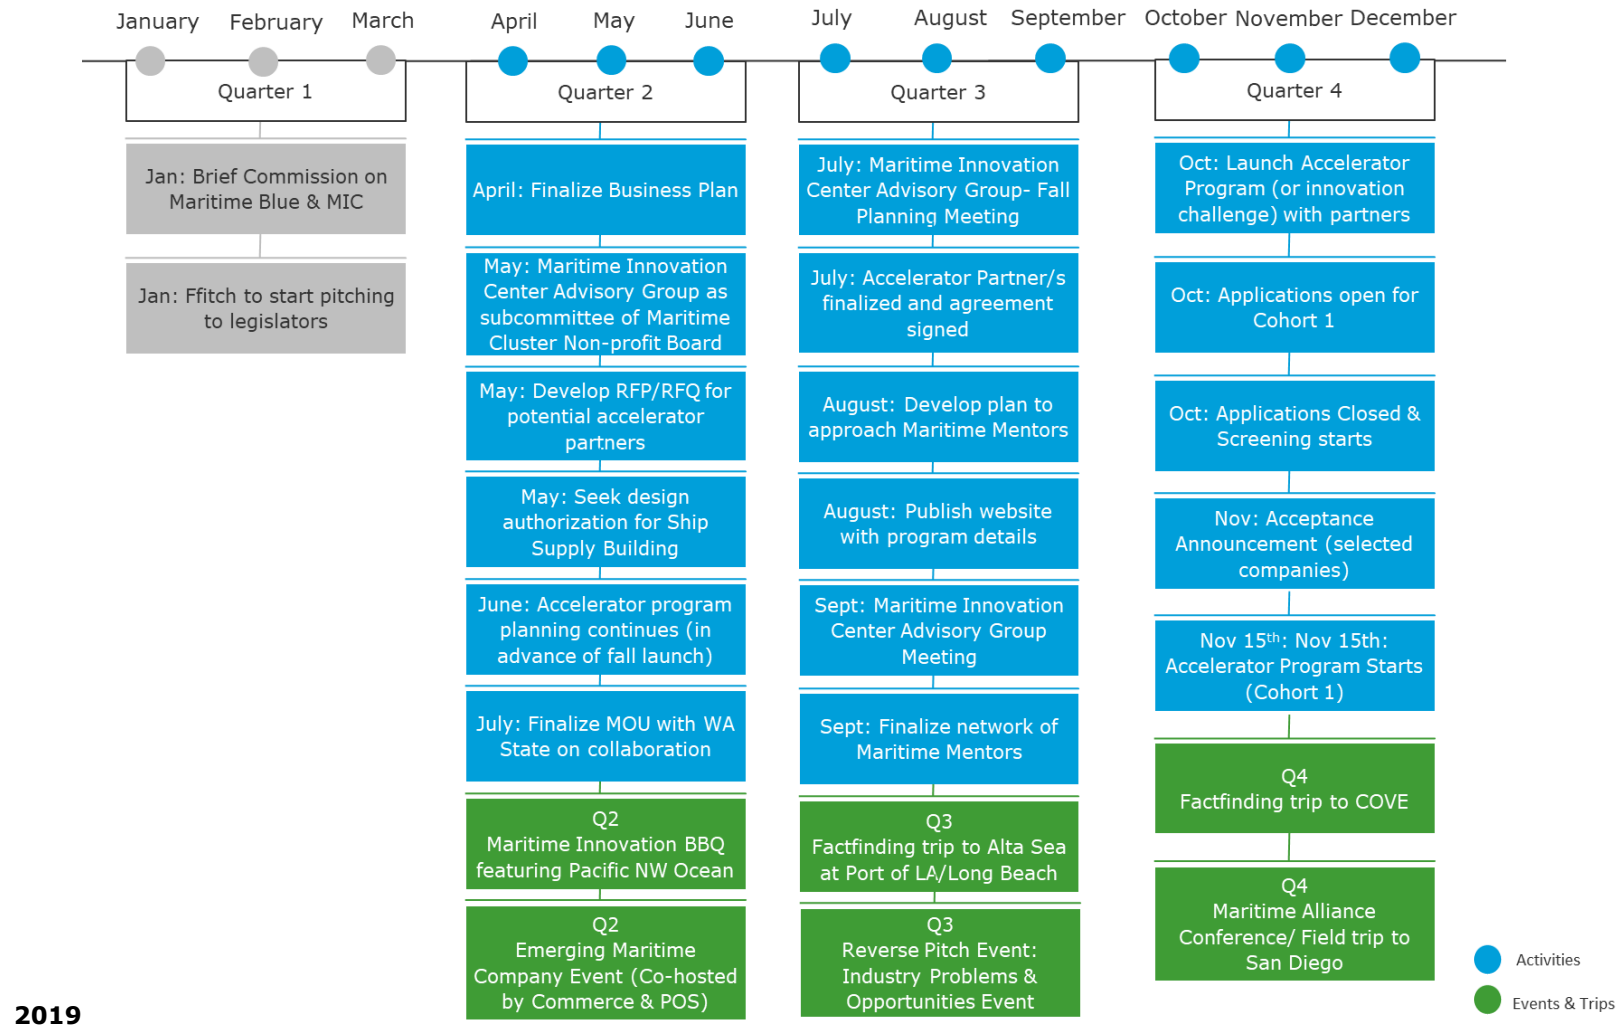 January
February
March
April
May
June
July
August
September
October
November
December
Quarter 1
Quarter 2
Quarter 3
Quarter 4
Jan: Brief Commission on
Maritime Blue & MIC
Jan: Ffitch to start pitching
to legislators
April: Finalize Business Plan
May: Maritime Innovation
Center Advisory Group as
subcommittee of Maritime
Cluster Non-profit Board
May: Develop RFP/RFQ for
potential accelerator
partners
May: Seek design
authorization for Ship
Supply Building
June: Accelerator program
planning continues (in
advance of fall launch)
July: Finalize MOU with WA
State on collaboration
Q2
Maritime Innovation BBQ
featuring Pacific NW Ocean
Q2
Emerging Maritime
Company Event (Co-hosted
by Commerce & POS)
July: Maritime Innovation
Center Advisory Group- Fall
Planning Meeting
July: Accelerator Partner/s
finalized and agreement
signed
August: Develop plan to
approach Maritime Mentors
August: Publish website
with program details
Sept: Maritime Innovation
Center Advisory Group
Meeting
Sept: Finalize network of
Maritime Mentors
Q3
Factfinding trip to Alta Sea
at Port of LA/Long Beach
Q3
Reverse Pitch Event:
Industry Problems &
Opportunities Event
Oct: Launch Accelerator
Program (or innovation
challenge) with partners
Oct: Applications open for
Cohort 1
Oct: Applications Closed &
Screening starts
Nov: Acceptance
Announcement (selected
companies)
Nov 15th: Nov 15th:
Accelerator Program Starts
(Cohort 1)
Q4
Factfinding trip to COVE
Q4
Maritime Alliance
Conference/ Field trip to
San Diego
Activities
Events & Trips
2019